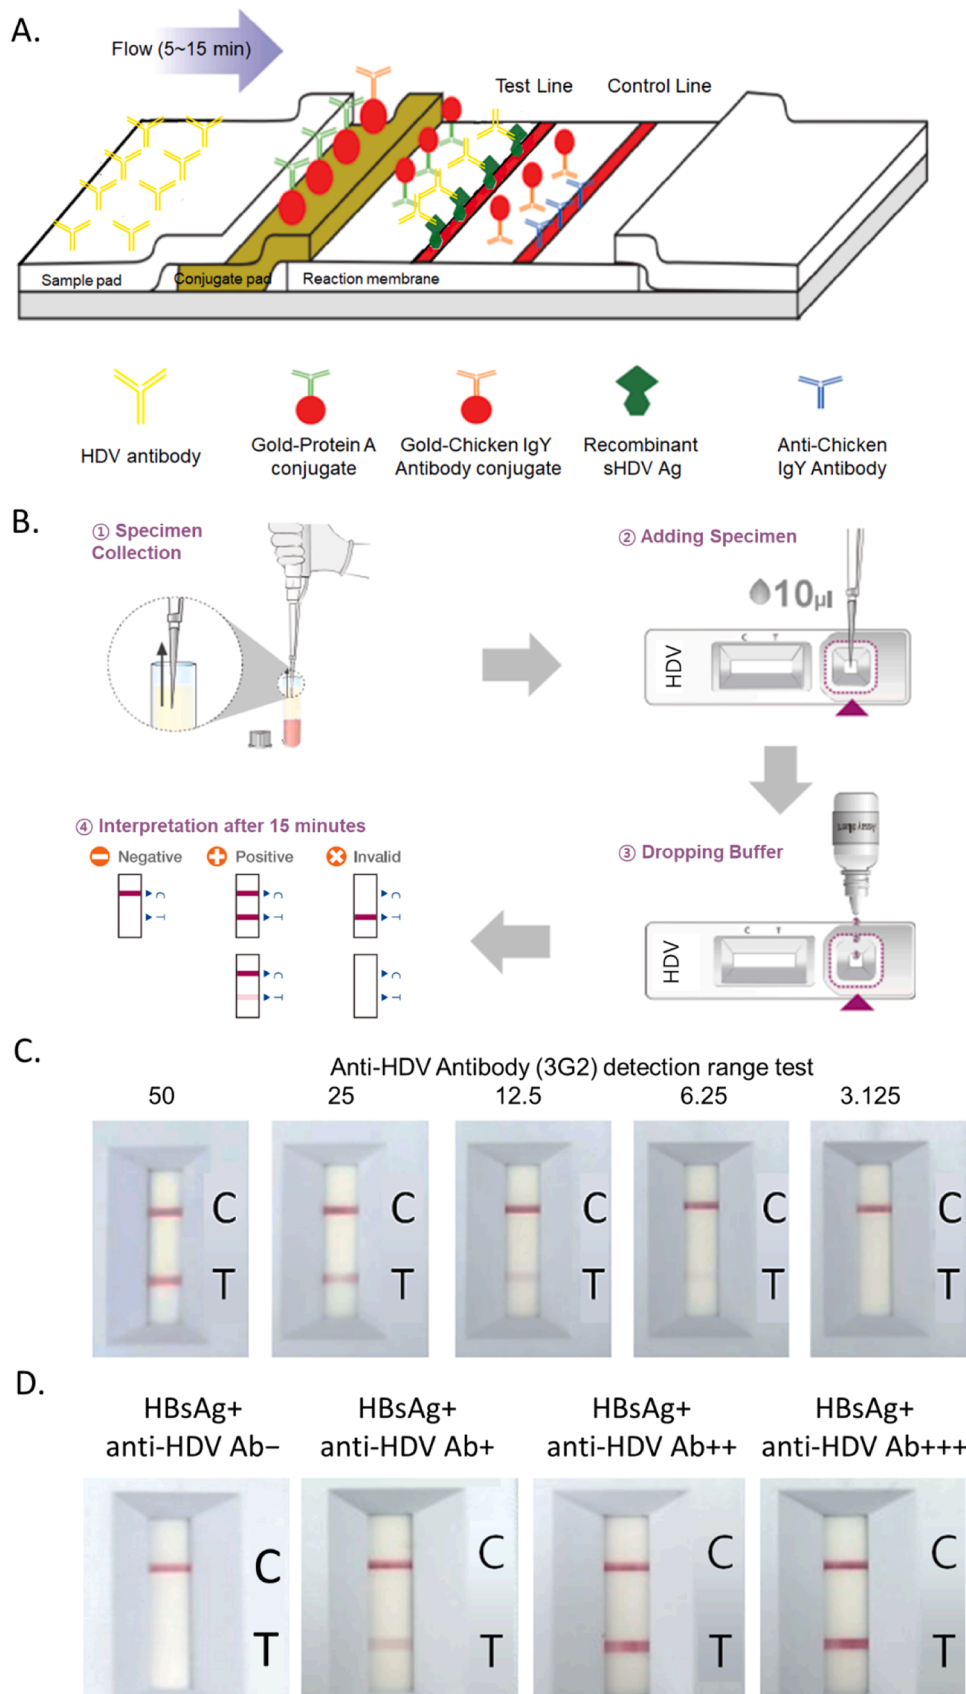 A.
Flow (5~15 min)
Test Line
Control Line
Sample pad
Conjugate pad
Reaction membrane
HDV antibody
Gold-Protein A
conjugate
Gold-Chicken IgY
Antibody conjugate
Recombinant
sHDV Ag
Anti-Chicken
IgY Antibody
B.
① Specimen
Collection
② Adding Specimen
10 μl
HDV
C T
④ Interpretation after 15 minutes
Negative
Positive
Invalid
C
T
C
T
C
T
C
T
C
T
③ Dropping Buffer
HDV
C T
C.
Anti-HDV Antibody (3G2) detection range test
50
25
12.5
6.25
3.125
C
C
C
C
C
T
T
T
T
T
D.
HBsAg+
anti-HDV Ab−
HBsAg+
anti-HDV Ab+
HBsAg+
anti-HDV Ab++
HBsAg+
anti-HDV Ab+++
C
C
C
C
T
T
T
T